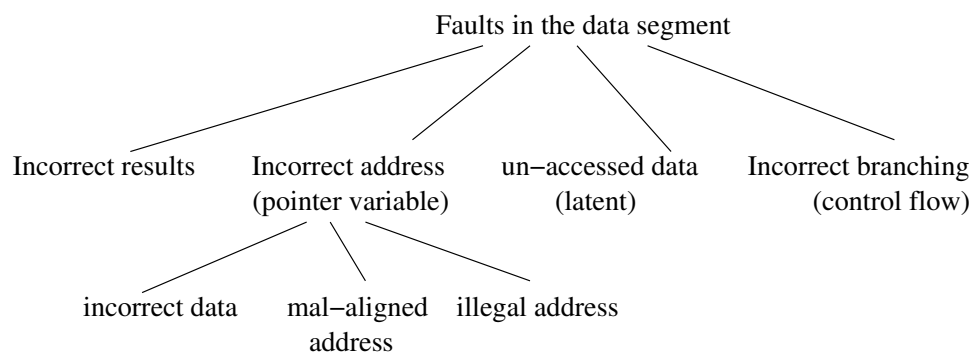 Faults in the data segment
Incorrect results
Incorrect address
(pointer variable)
un−accessed data
(latent)
Incorrect branching
(control flow)
incorrect data
mal−aligned
address
illegal address